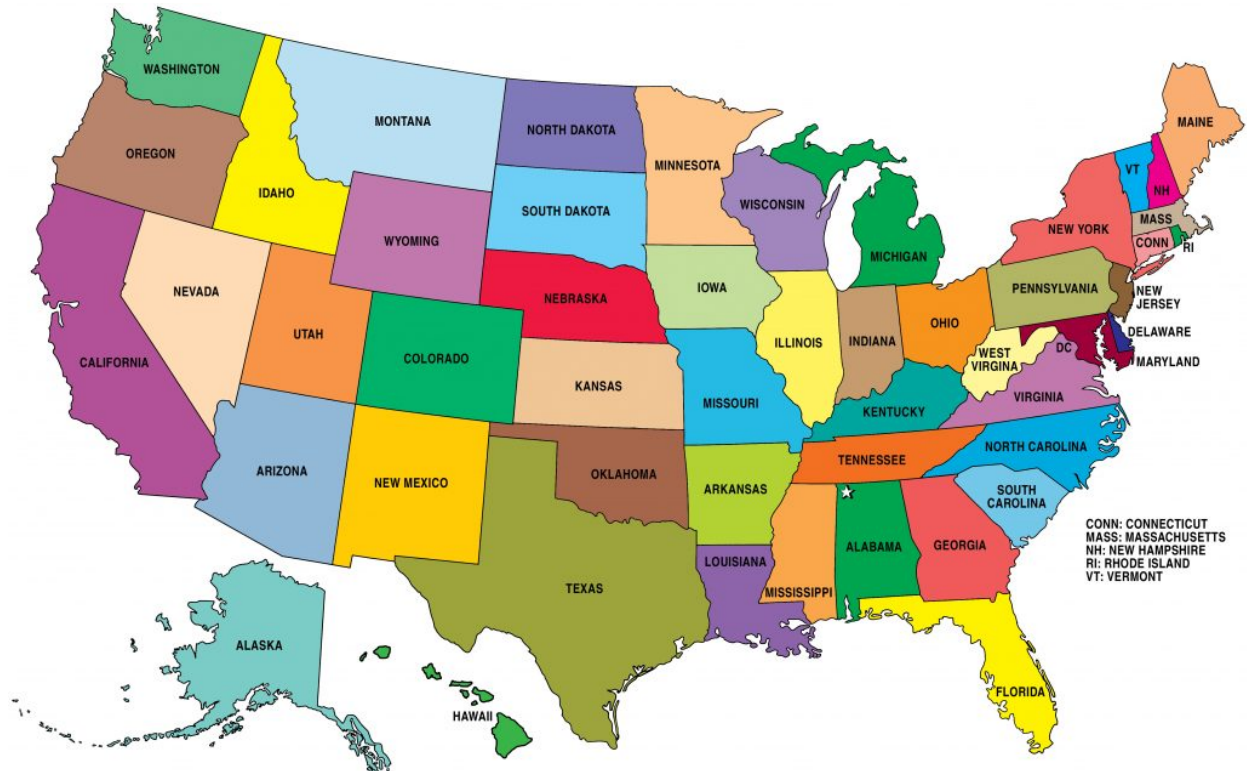 WASHINGTON
MONTANA
NORTH DAKOTA
MINNESOTA
MAINE
OREGON
IDAHO
SOUTH DAKOTA
WISCONSIN
VT
NH
WYOMING
MICHIGAN
NEW YORK
MASS
CONN
RI
NEVADA
NEBRASKA
IOWA
PENNSYLVANIA
NEW
JERSEY
UTAH
COLORADO
ILLINOIS
INDIANA
OHIO
DELAWARE
CALIFORNIA
KANSAS
MISSOURI
WEST
VIRGINA
DC
MARYLAND
KENTUCKY
VIRGINIA
ARIZONA
NEW MEXICO
OKLAHOMA
ARKANSAS
TENNESSEE
NORTH CAROLINA
SOUTH
CAROLINA
TEXAS
LOUISIANA
MISSISSIPPI
ALABAMA
GEORGIA
CONN: CONNECTICUT
MASS: MASSACHUSETTS
NH: NEW HAMPSHIRE
RI: RHODE ISLAND
VT: VERMONT
ALASKA
HAWAII
FLORIDA